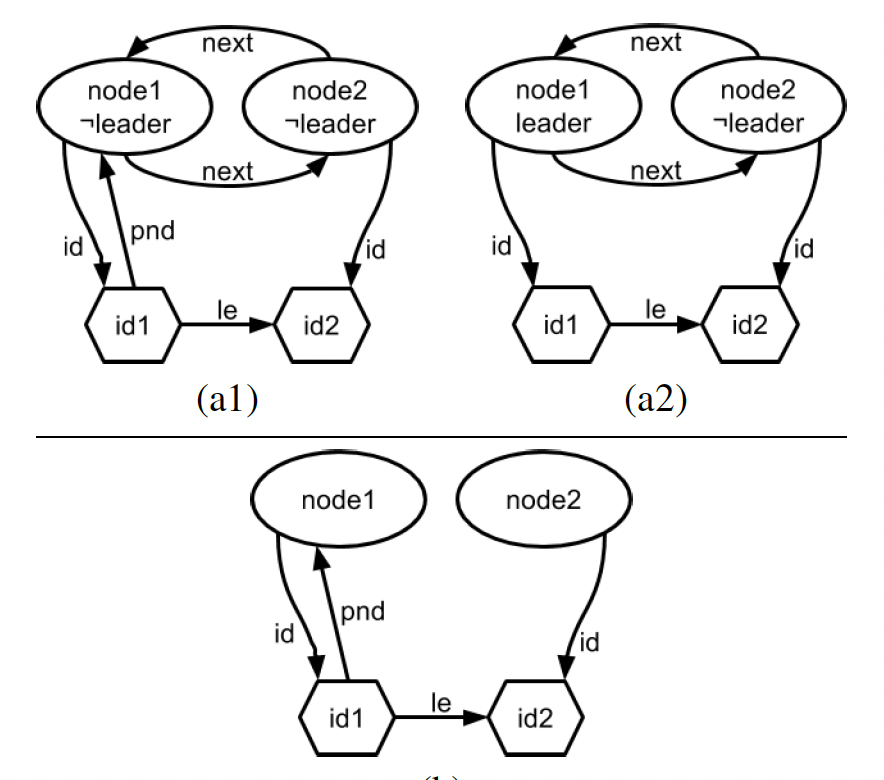 next
next
node1
¬leader
node2
¬leader
node1
leader
node2
¬leader
next
next
id
pnd
id
id
id
id1
le
id2
id1
le
id2
(a1)
(a2)
node1
node2
id
pnd
id
id1
le
id2